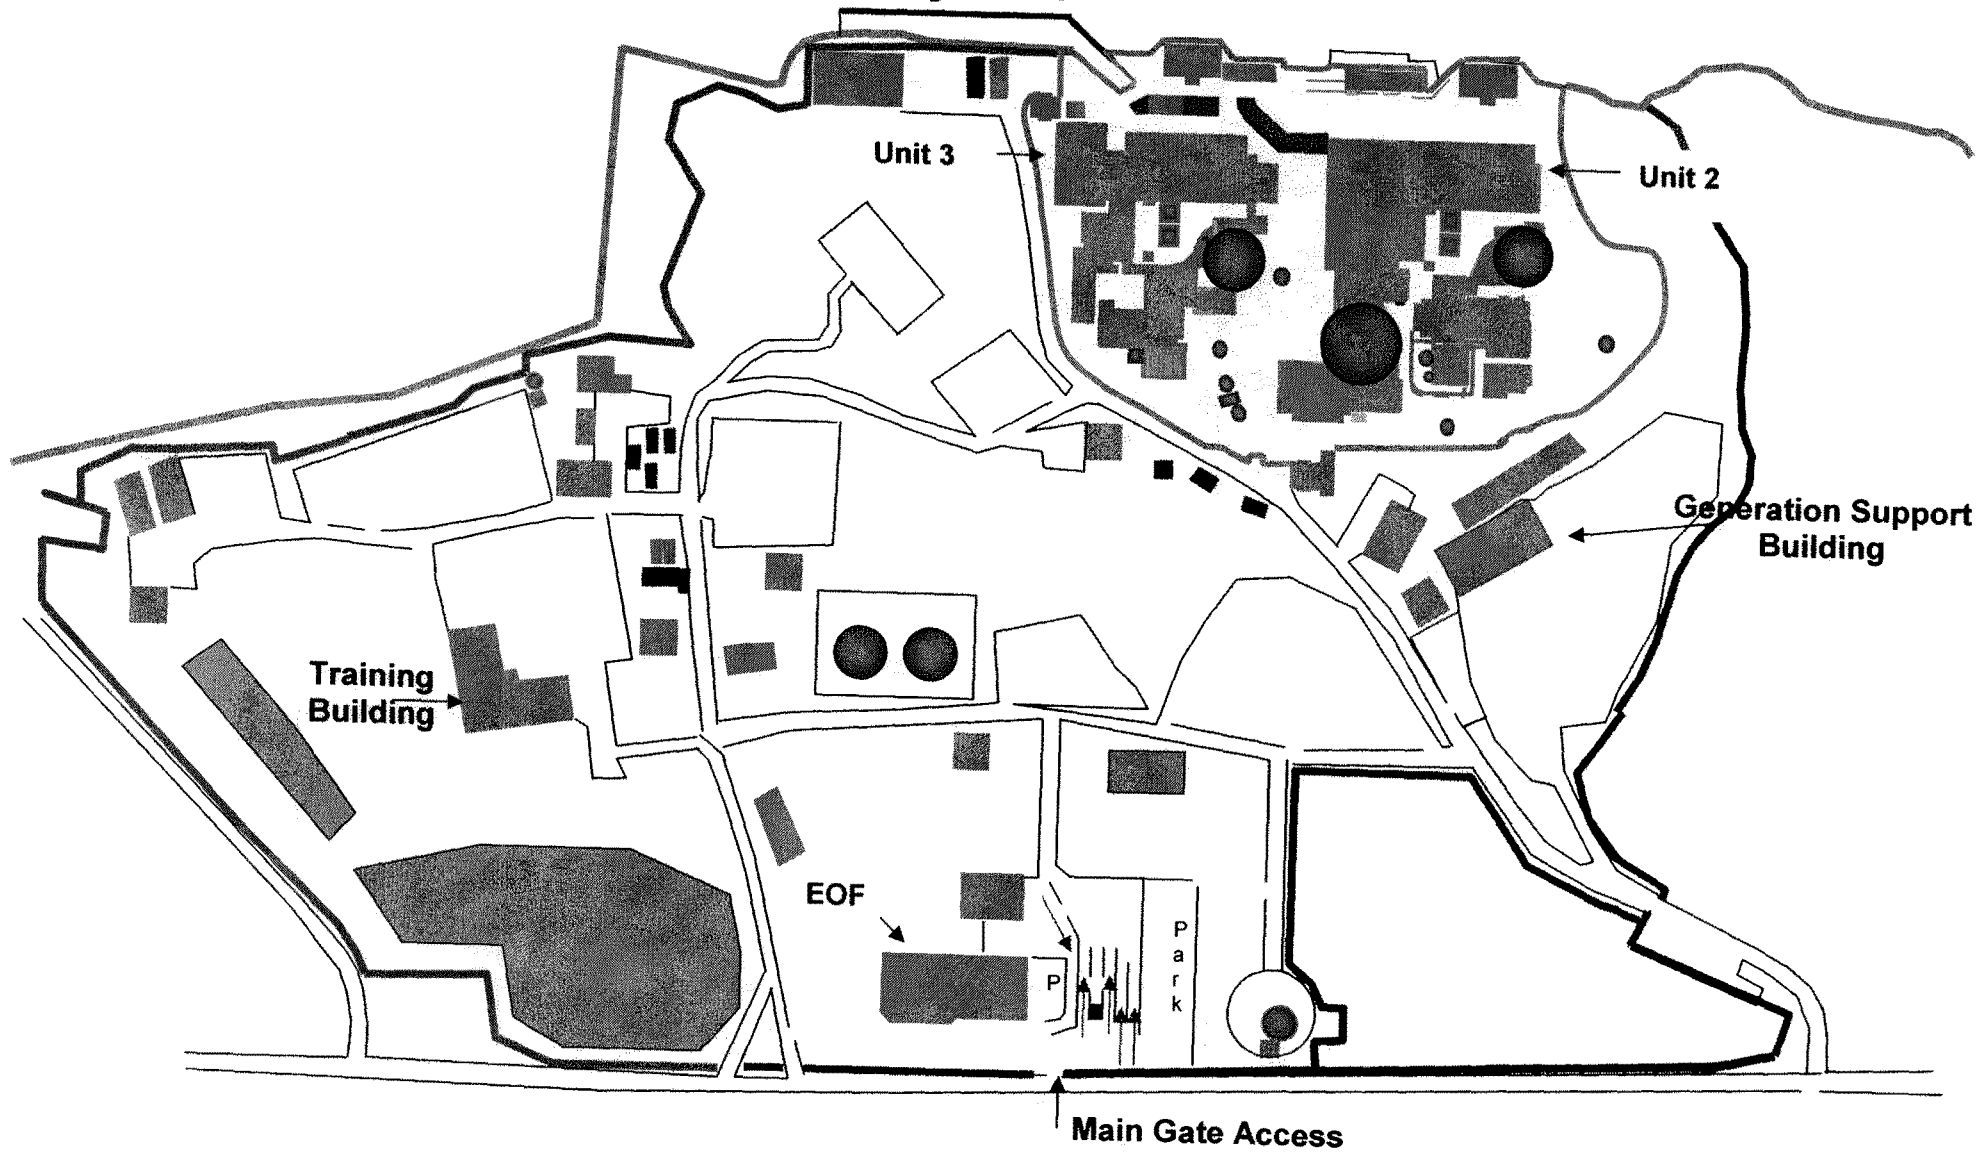 Unit 3
Unit 2
Generation Support
Building
Training
Building
EOF
P
P
a
r
k
Main Gate Access